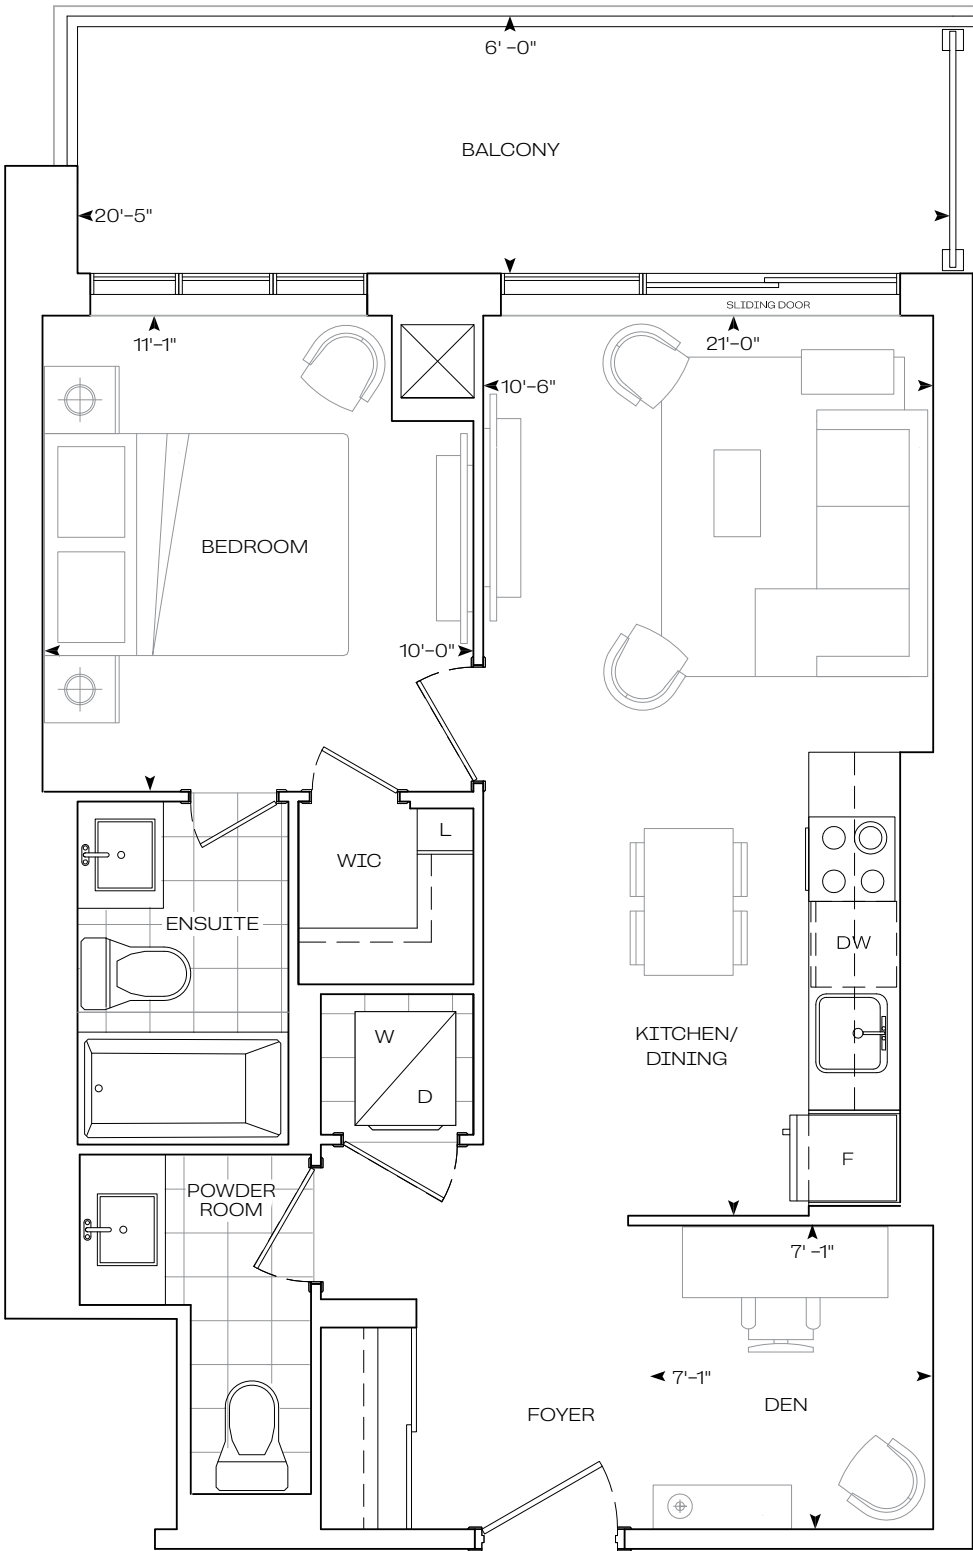 6'-0"
BALCONY
20'-5"
SLIDING DOOR
11'-1"
21'-0"
10'-6"
BEDROOM
10'-0"
L
WIC
ENSUITE
DW
W
KITCHEN/
DINING
D
F
POWDER
ROOM
7'-1"
7'-1"
DEN
FOYER